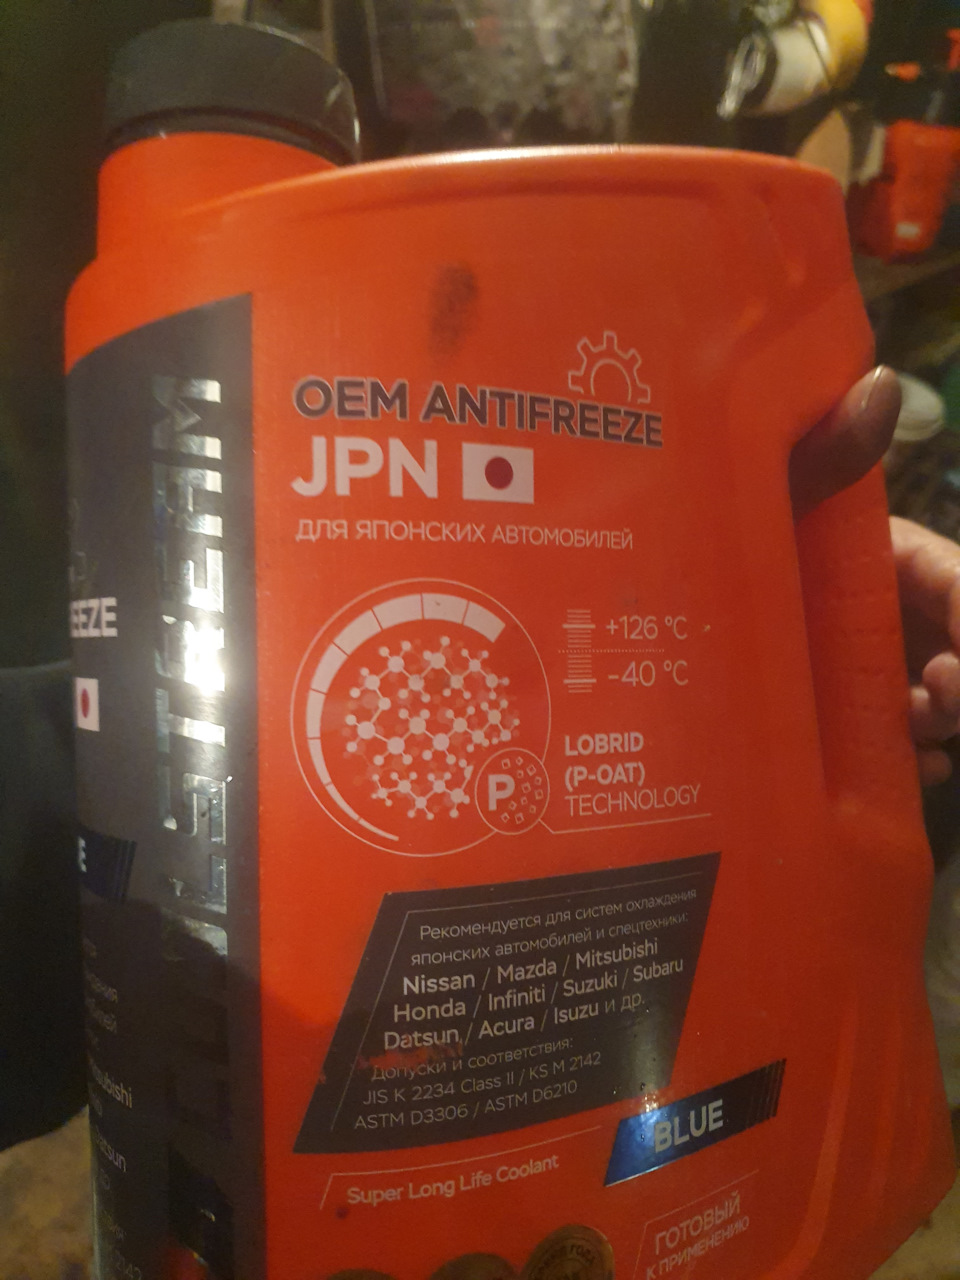 OEM ANTIFREEZE
JPN
ДЛЯ ЯПОНСКИХ АВТОМОБИЛЕЙ
+126 °C
-40 °C
LOBRID
(P-OAT)
TECHNOLOGY
P
Рекомендуется для систем охлаждения
японских автомобилей и спецтехники:
Nissan / Mazda / Mitsubishi
Honda / Infiniti / Suzuki / Subaru
Datsun / Acura / Isuzu и др.
Допуски и соответствия:
JIS K 2234 Class II / KS M 2142
ASTM D3306 / ASTM D6210
BLUE
Super Long Life Coolant
ГОТОВЫЙ
К ПРИМЕНЕНИЮ
STREAM
EEZE